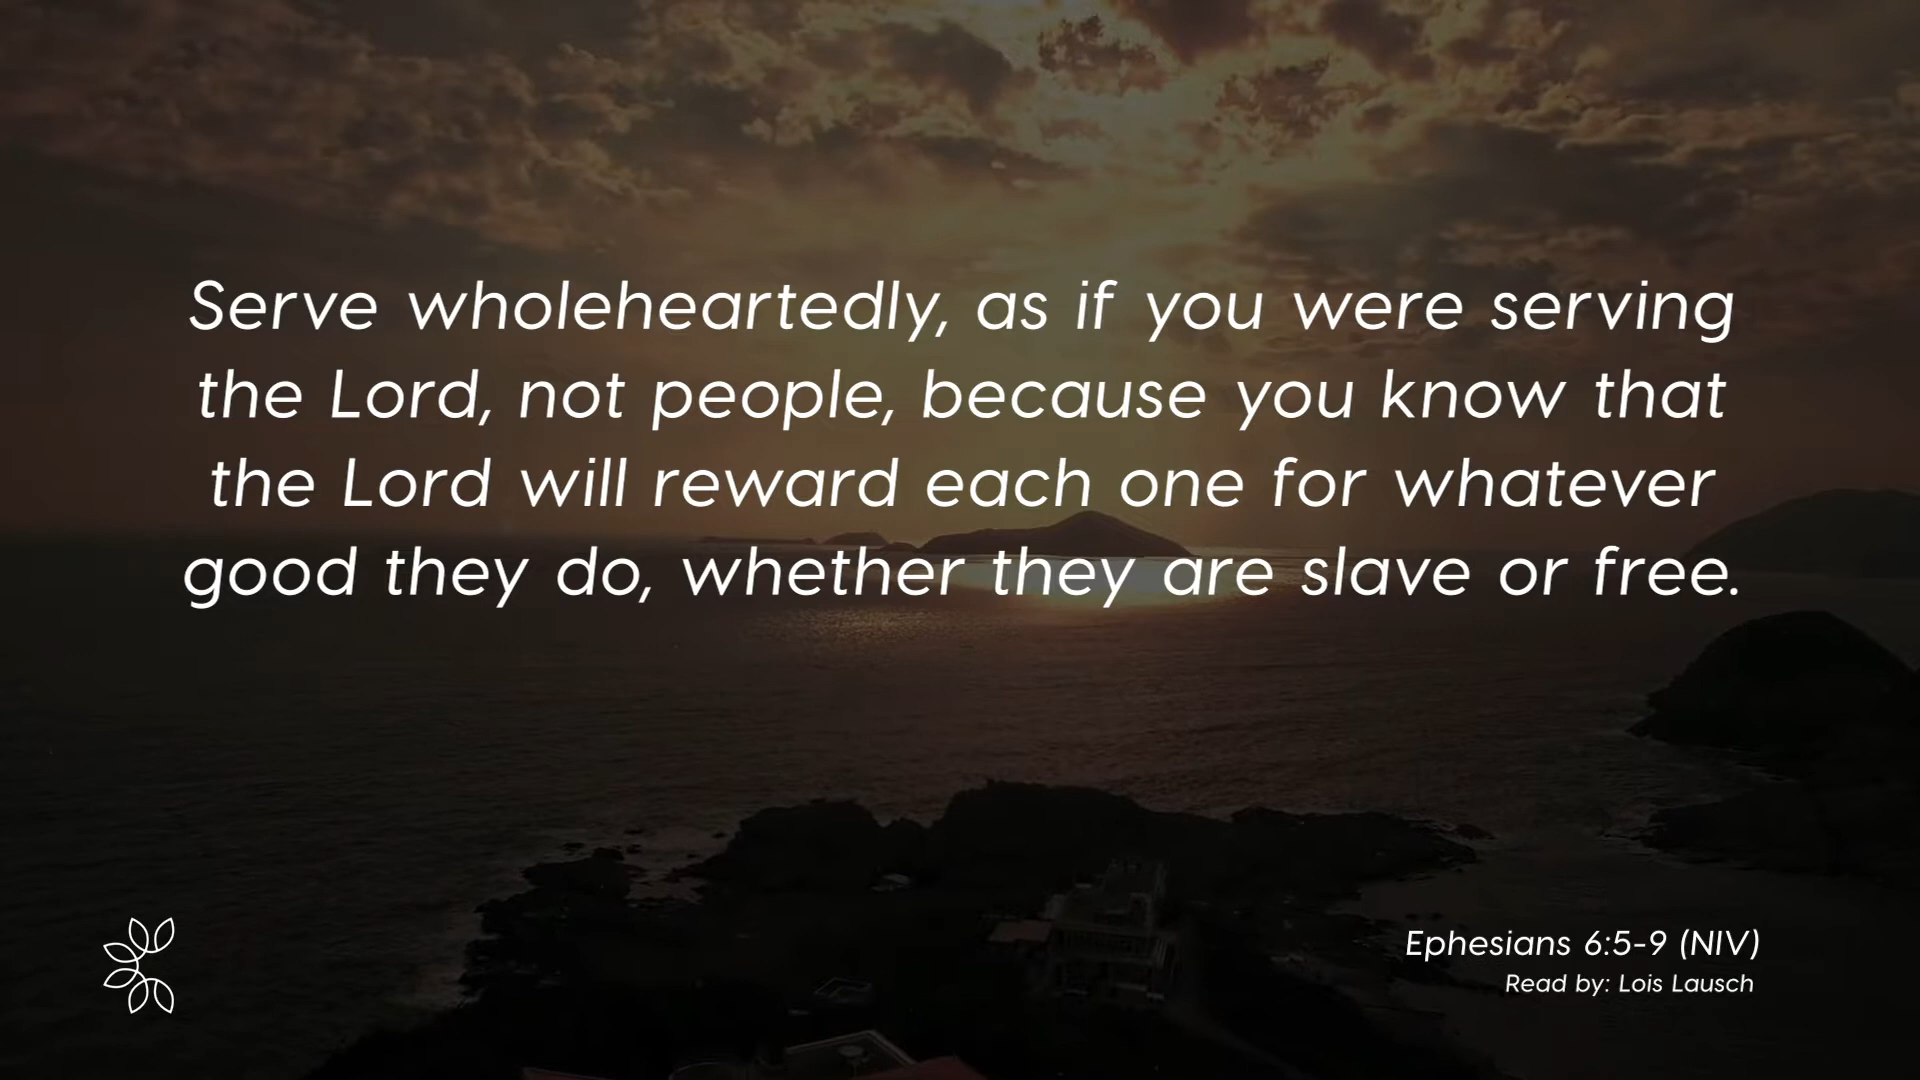 Serve wholeheartedly, as if you were serving
the Lord, not people, because you know that
the Lord will reward each one for whatever
good they do, whether they are slave or free.
Ephesians 6:5-9 (NIV)
Read by: Lois Lausch